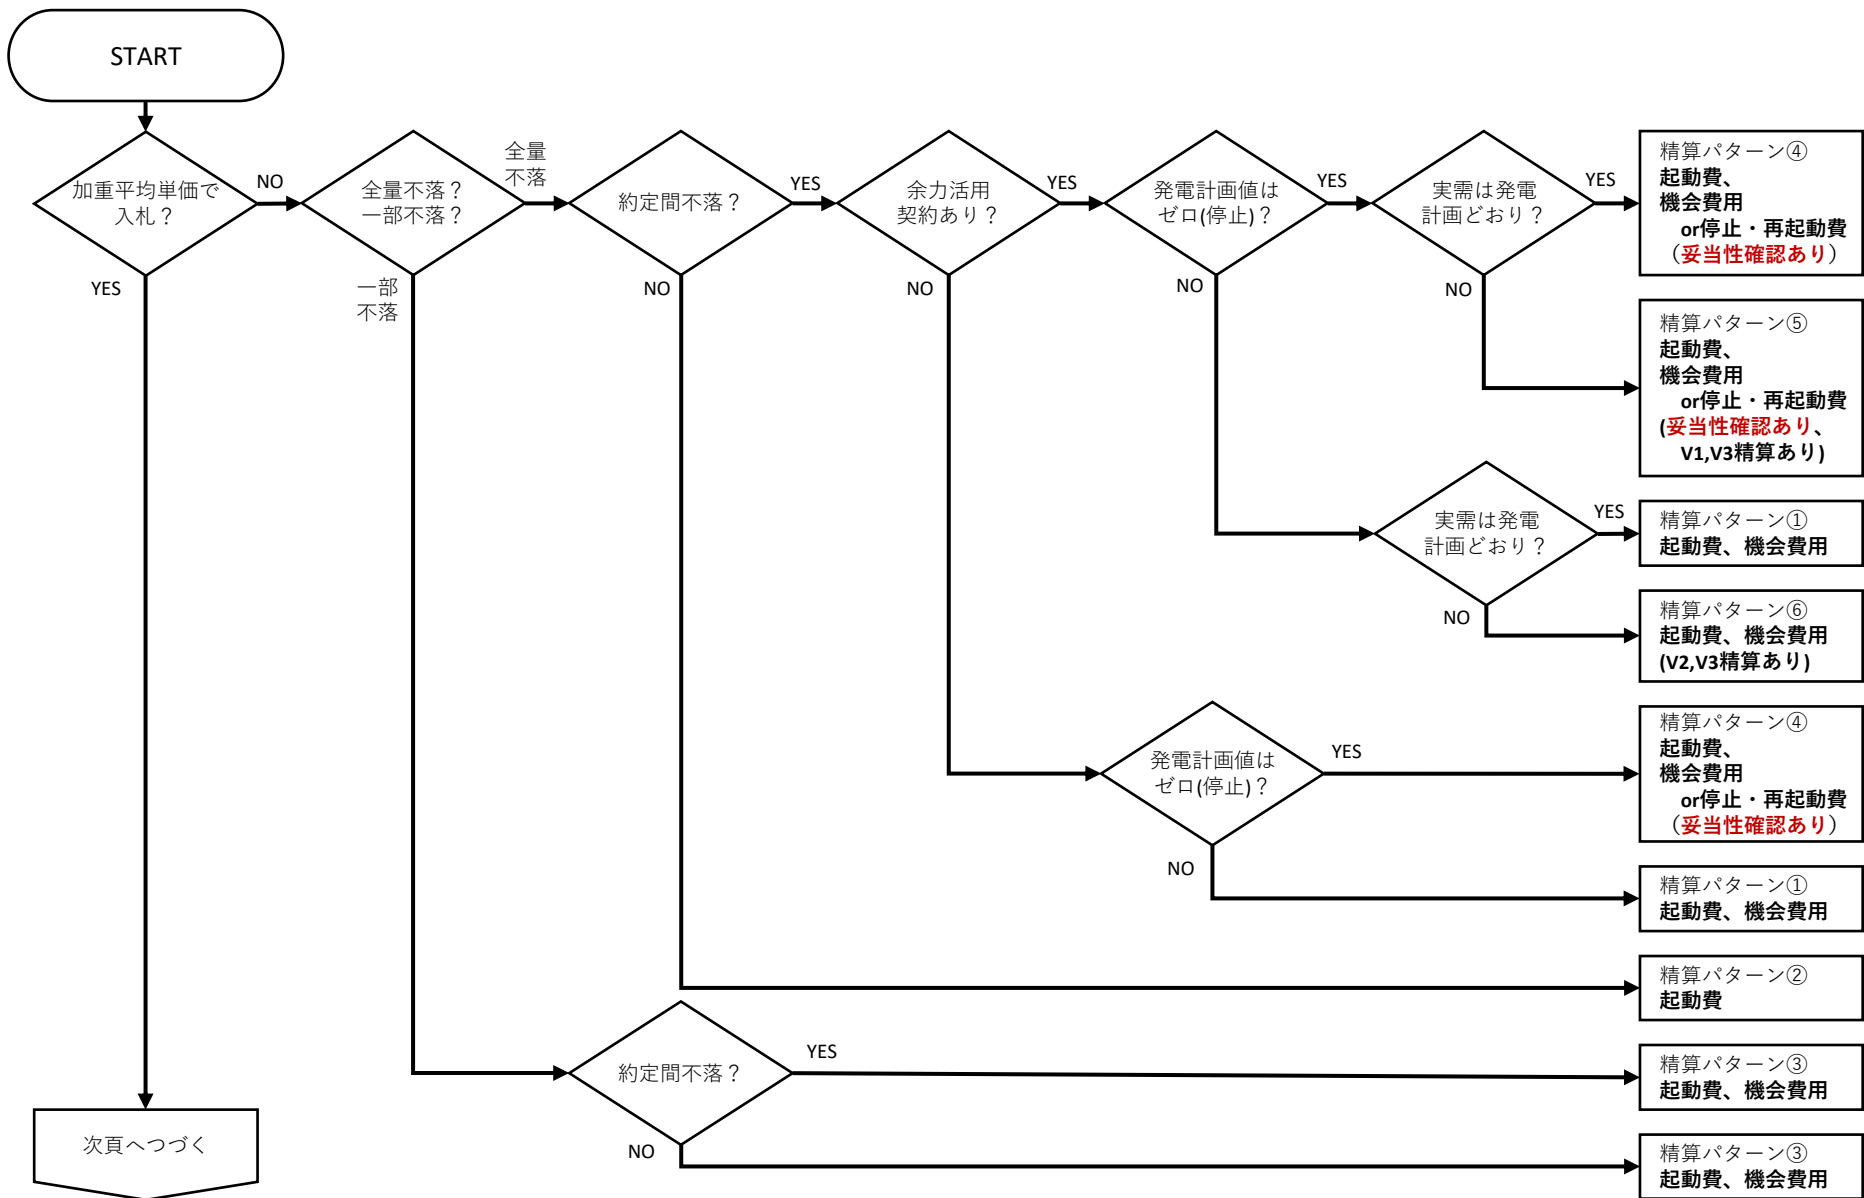 START
加重平均単価で
入札？
NO
YES
全量不落？
一部不落？
全量
不落
一部
不落
約定間不落？
YES
NO
余力活用
契約あり？
YES
NO
発電計画値は
ゼロ(停止)？
YES
NO
実需は発電
計画どおり？
YES
NO
精算パターン④
起動費、
機会費用
or停止・再起動費
（妥当性確認あり）
精算パターン⑤
起動費、
機会費用
or停止・再起動費
(妥当性確認あり、
V1,V3精算あり)
実需は発電
計画どおり？
YES
NO
精算パターン①
起動費、機会費用
精算パターン⑥
起動費、機会費用
(V2,V3精算あり)
発電計画値は
ゼロ(停止)？
YES
NO
精算パターン④
起動費、
機会費用
or停止・再起動費
（妥当性確認あり）
精算パターン①
起動費、機会費用
精算パターン②
起動費
約定間不落？
YES
NO
精算パターン③
起動費、機会費用
精算パターン③
起動費、機会費用
次頁へつづく